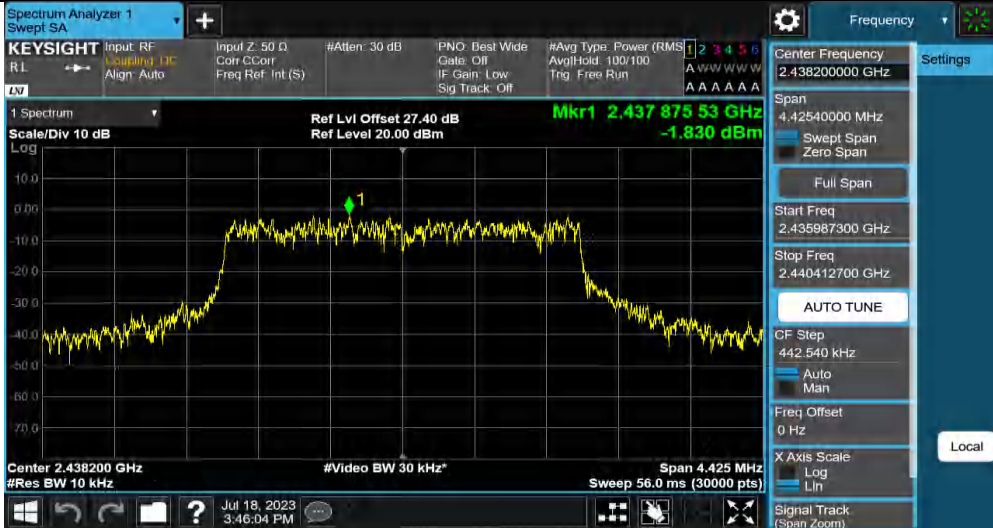 Spectrum Analyzer 1
Swept SA
+
Frequency
KEYSIGHT
RL
LNI
Input: RF
Coupling: DC
Align: Auto
Input Z: 50 Ω
Corr CCorr
Freq Ref: Int (S)
#Atten: 30 dB
PNO: Best Wide
Gate: Off
IF Gain: Low
Sig Track: Off
#Avg Type: Power (RMS
Avg|Hold: 100/100
Trig: Free Run
1 2 3 4 5 6
A W W W W W
A A A A A A
1 Spectrum
Scale/Div 10 dB
Log
Ref Lvl Offset 27.40 dB
Ref Level 20.00 dBm
Mkr1 2.437 875 53 GHz
-1.830 dBm
10.0
0.00
-10.0
-20.0
-30.0
-40.0
-50.0
-60.0
-70.0
1
Center 2.438200 GHz
#Res BW 10 kHz
#Video BW 30 kHz*
Span 4.425 MHz
Sweep 56.0 ms (30000 pts)
?
Jul 18, 2023
3:46:04 PM
Center Frequency
2.438200000 GHz
Span
4.42540000 MHz
Swept Span
Zero Span
Full Span
Start Freq
2.435987300 GHz
Stop Freq
2.440412700 GHz
AUTO TUNE
CF Step
442.540 kHz
Auto
Man
Freq Offset
0 Hz
X Axis Scale
Log
Lin
Signal Track
(Span Zoom)
Settings
Local